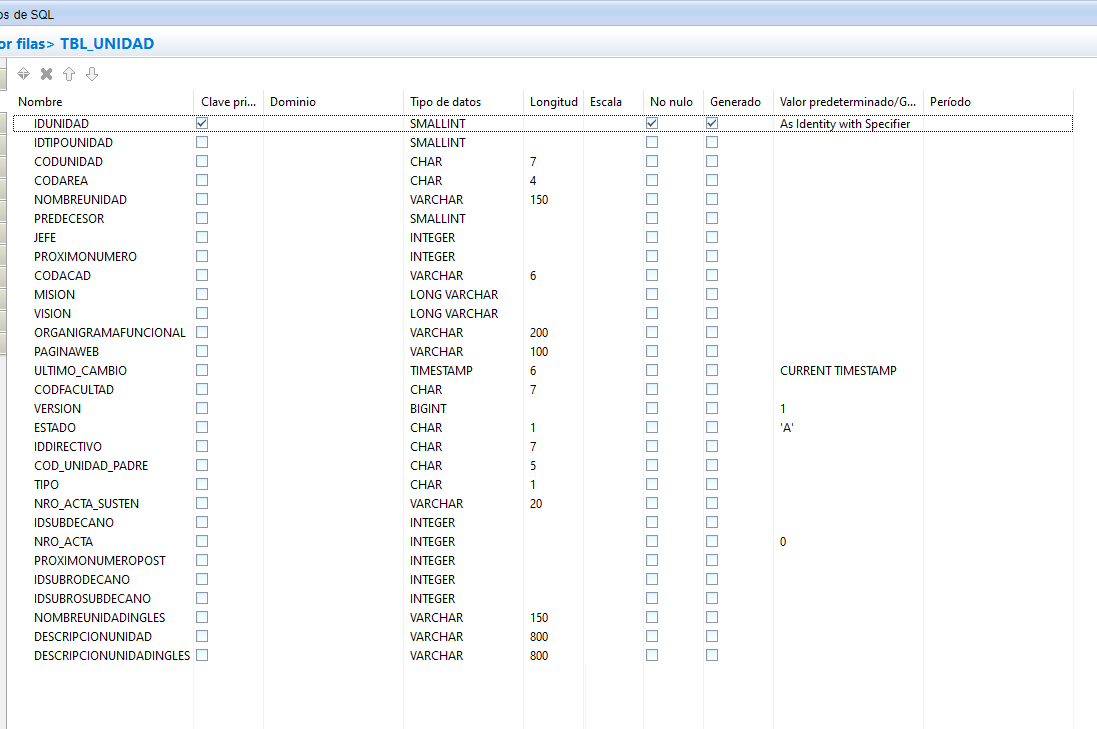 os de SQL
or filas> TBL_UNIDAD
Nombre Clave pri... Dominio Tipo de datos Longitud Escala No nulo Generado Valor predeterminado/G... Período
IDUNIDAD SMALLINT As Identity with Specifier
IDTIPOUNIDAD SMALLINT
CODUNIDAD CHAR 7
CODAREA CHAR 4
NOMBREUNIDAD VARCHAR 150
PREDECESOR SMALLINT
JEFE INTEGER
PROXIMONUMERO INTEGER
CODACAD VARCHAR 6
MISION LONG VARCHAR
VISION LONG VARCHAR
ORGANIGRAMAFUNCIONAL VARCHAR 200
PAGINAWEB VARCHAR 100
ULTIMO_CAMBIO TIMESTAMP 6 CURRENT TIMESTAMP
CODFACULTAD CHAR 7
VERSION BIGINT 1
ESTADO CHAR 1 'A'
IDDIRECTIVO CHAR 7
COD_UNIDAD_PADRE CHAR 5
TIPO CHAR 1
NRO_ACTA_SUSTEN VARCHAR 20
IDSUBDECANO INTEGER
NRO_ACTA INTEGER 0
PROXIMONUMEROPOST INTEGER
IDSUBRODECANO INTEGER
IDSUBROSUBDECANO INTEGER
NOMBREUNIDADINGLES VARCHAR 150
DESCRIPCIONUNIDAD VARCHAR 800
DESCRIPCIONUNIDADINGLES VARCHAR 800